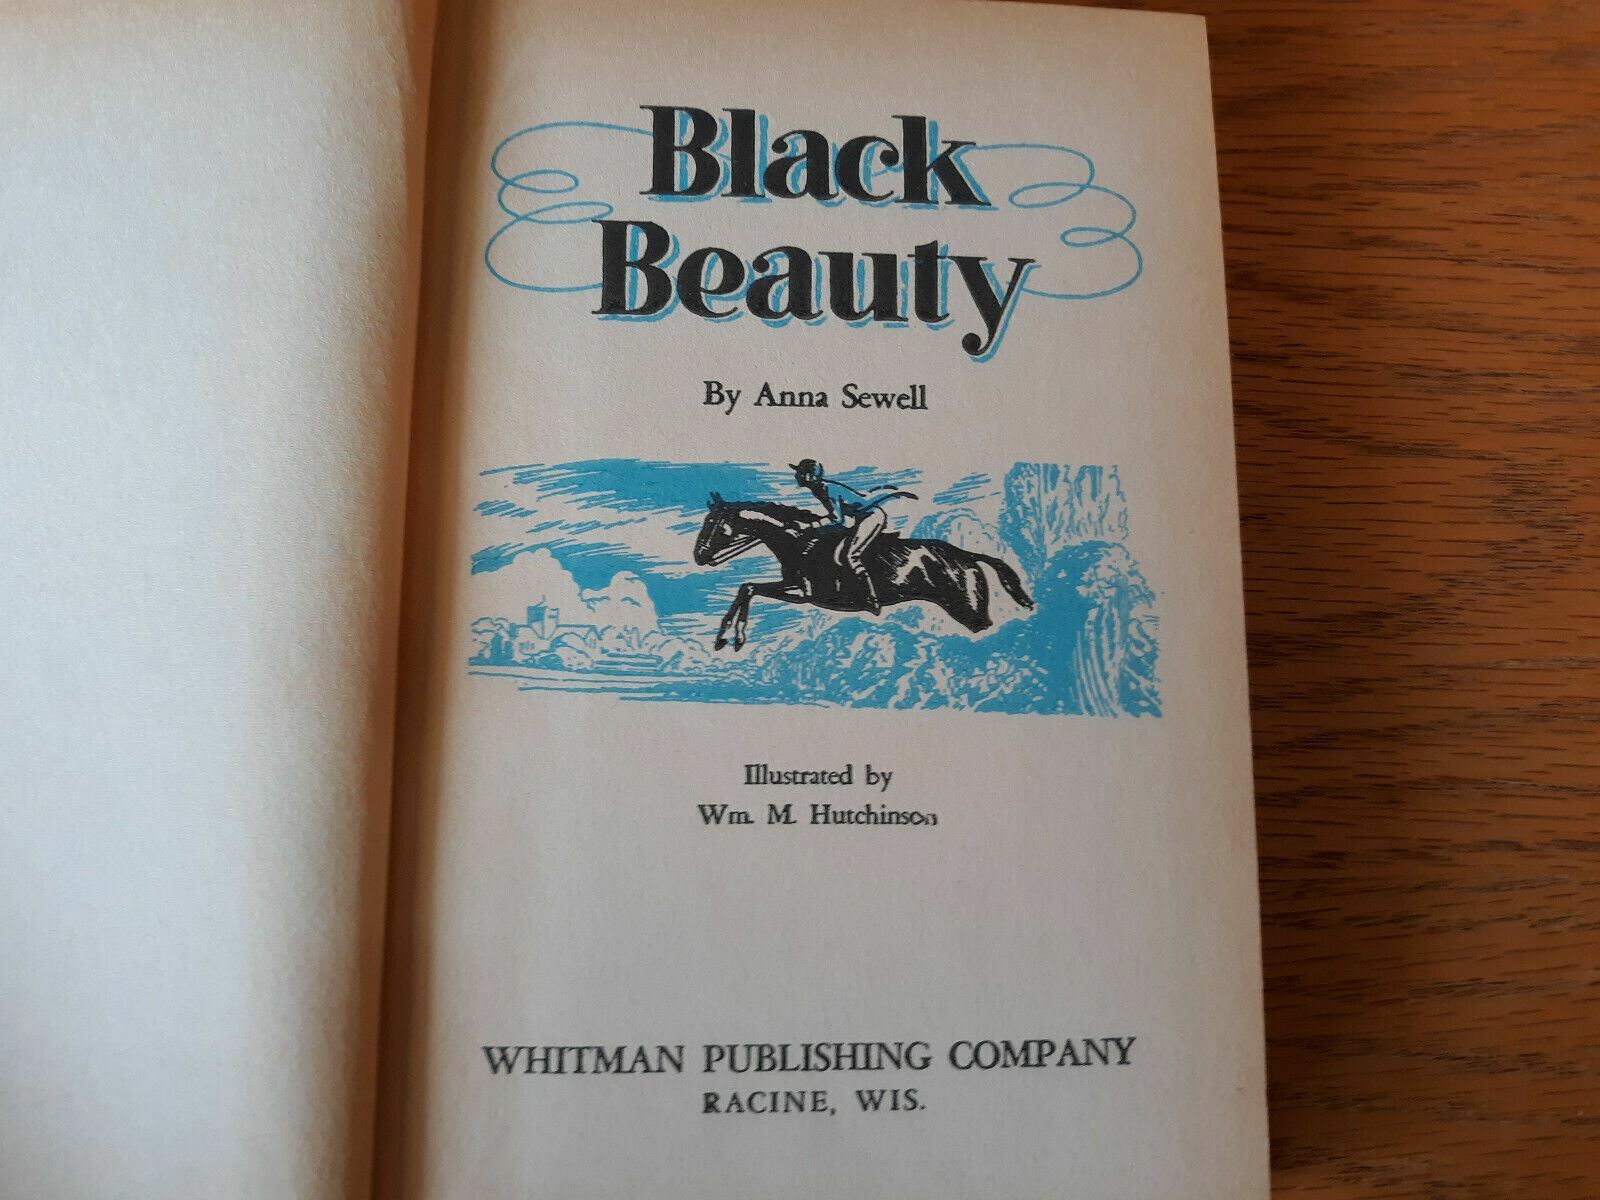 Black
Beauty
By Anna Sewell
Illustrated by
Wm. M. Hutchinson
WHITMAN PUBLISHING COMPANY
RACINE, WIS.